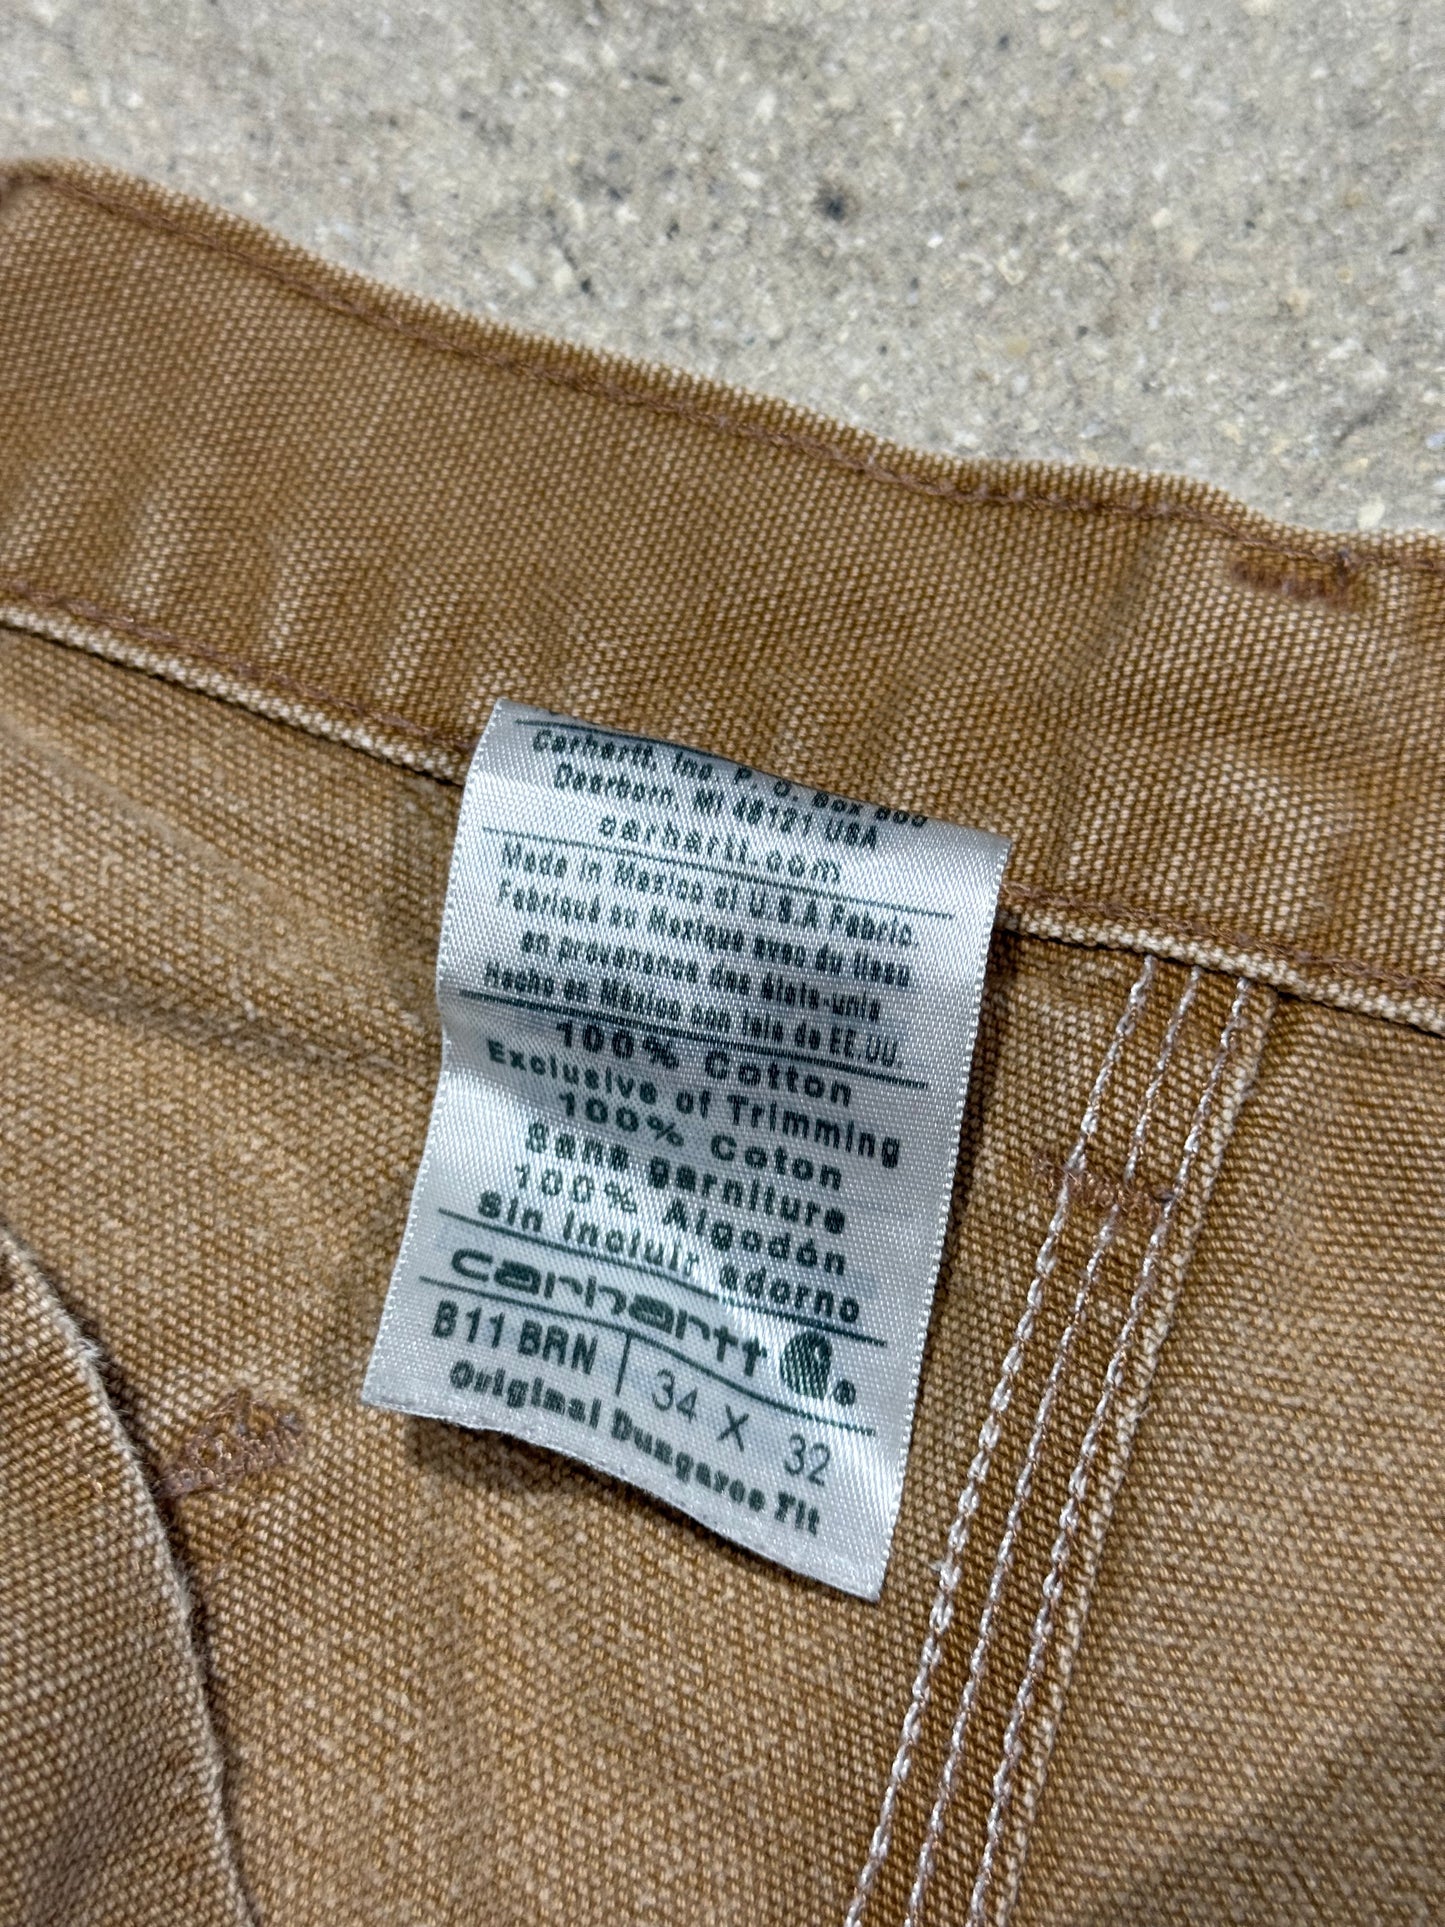 Carhartt, Inc. P. O. Box 600
Dearborn, MI 48121 USA
carhartt.com
Made in Mexico of U.S.A Fabric.
Fabriqué au Mexique avec du tissu
en provenance des états-unis
Hecho en México con tela de EE.UU.
100% Cotton
Exclusive of Trimming
100% Coton
Sans garniture
100% Algodón
Sin incluir adorno
carhartt
B11 BRN 34 X 32
Original Dungaree Fit